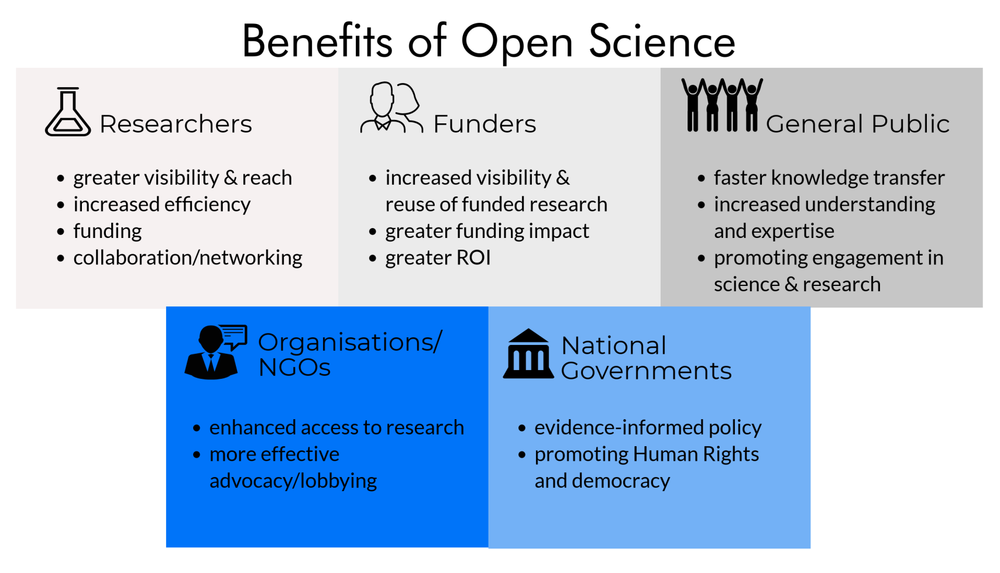 Benefits of Open Science
Researchers
• greater visibility & reach
• increased efficiency
• funding
• collaboration/networking
Funders
• increased visibility &
reuse of funded research
• greater funding impact
• greater ROI
General Public
• faster knowledge transfer
• increased understanding
and expertise
• promoting engagement in
science & research
Organisations/
NGOs
• enhanced access to research
• more effective
advocacy/lobbying
National
Governments
• evidence-informed policy
• promoting Human Rights
and democracy